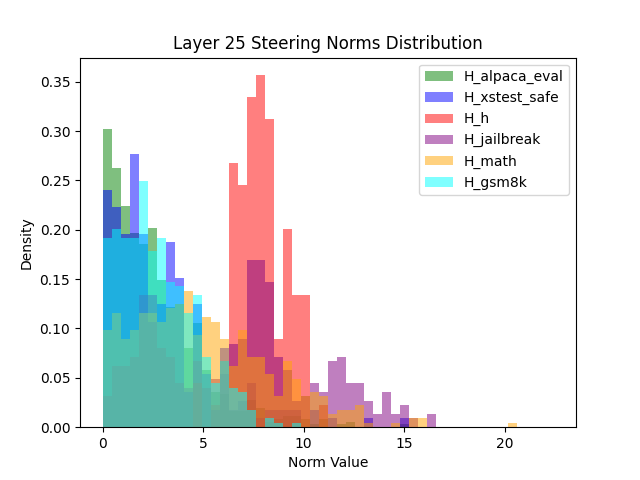 Layer 25 Steering Norms Distribution
H_alpaca_eval
H_xstest_safe
H_h
H_jailbreak
H_math
H_gsm8k
Density
0.35
0.30
0.25
0.20
0.15
0.10
0.05
0.00
0 5 10 15 20
Norm Value